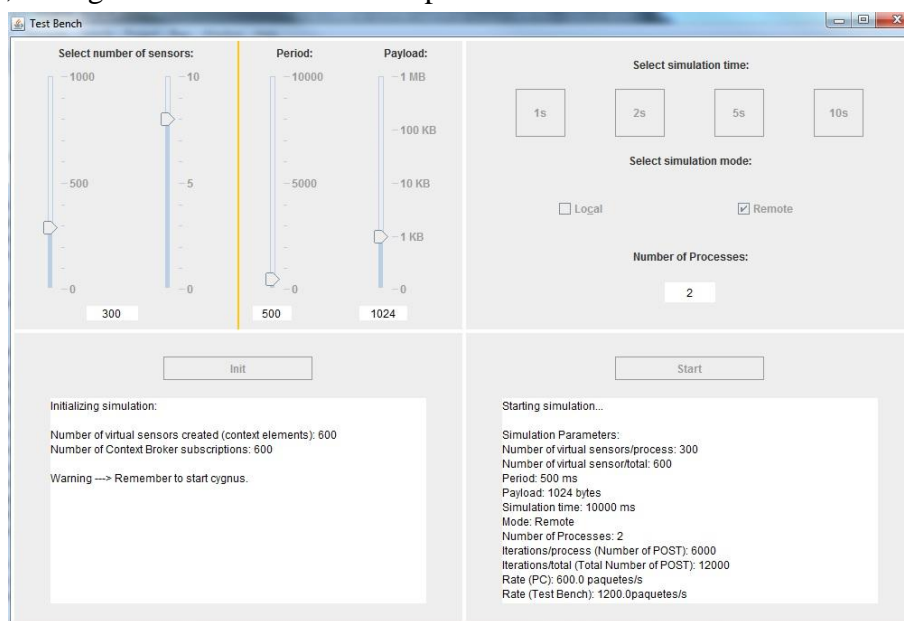 Test Bench
Select number of sensors:
Period:
Payload:
1000
10
10000
1 MB
100 KB
500
5
5000
10 KB
1 KB
0
0
0
0
300
500
1024
Select simulation time:
1s
2s
5s
10s
Select simulation mode:
Local
Remote
Number of Processes:
2
Init
Initializing simulation:
Number of virtual sensors created (context elements): 600
Number of Context Broker subscriptions: 600
Warning ---> Remember to start cygnus.
Start
Starting simulation...
Simulation Parameters:
Number of virtual sensors/process: 300
Number of virtual sensor/total: 600
Period: 500 ms
Payload: 1024 bytes
Simulation time: 10000 ms
Mode: Remote
Number of Processes: 2
Iterations/process (Number of POST): 6000
Iterations/total (Total Number of POST): 12000
Rate (PC): 600.0 paquetes/s
Rate (Test Bench): 1200.0paquetes/s